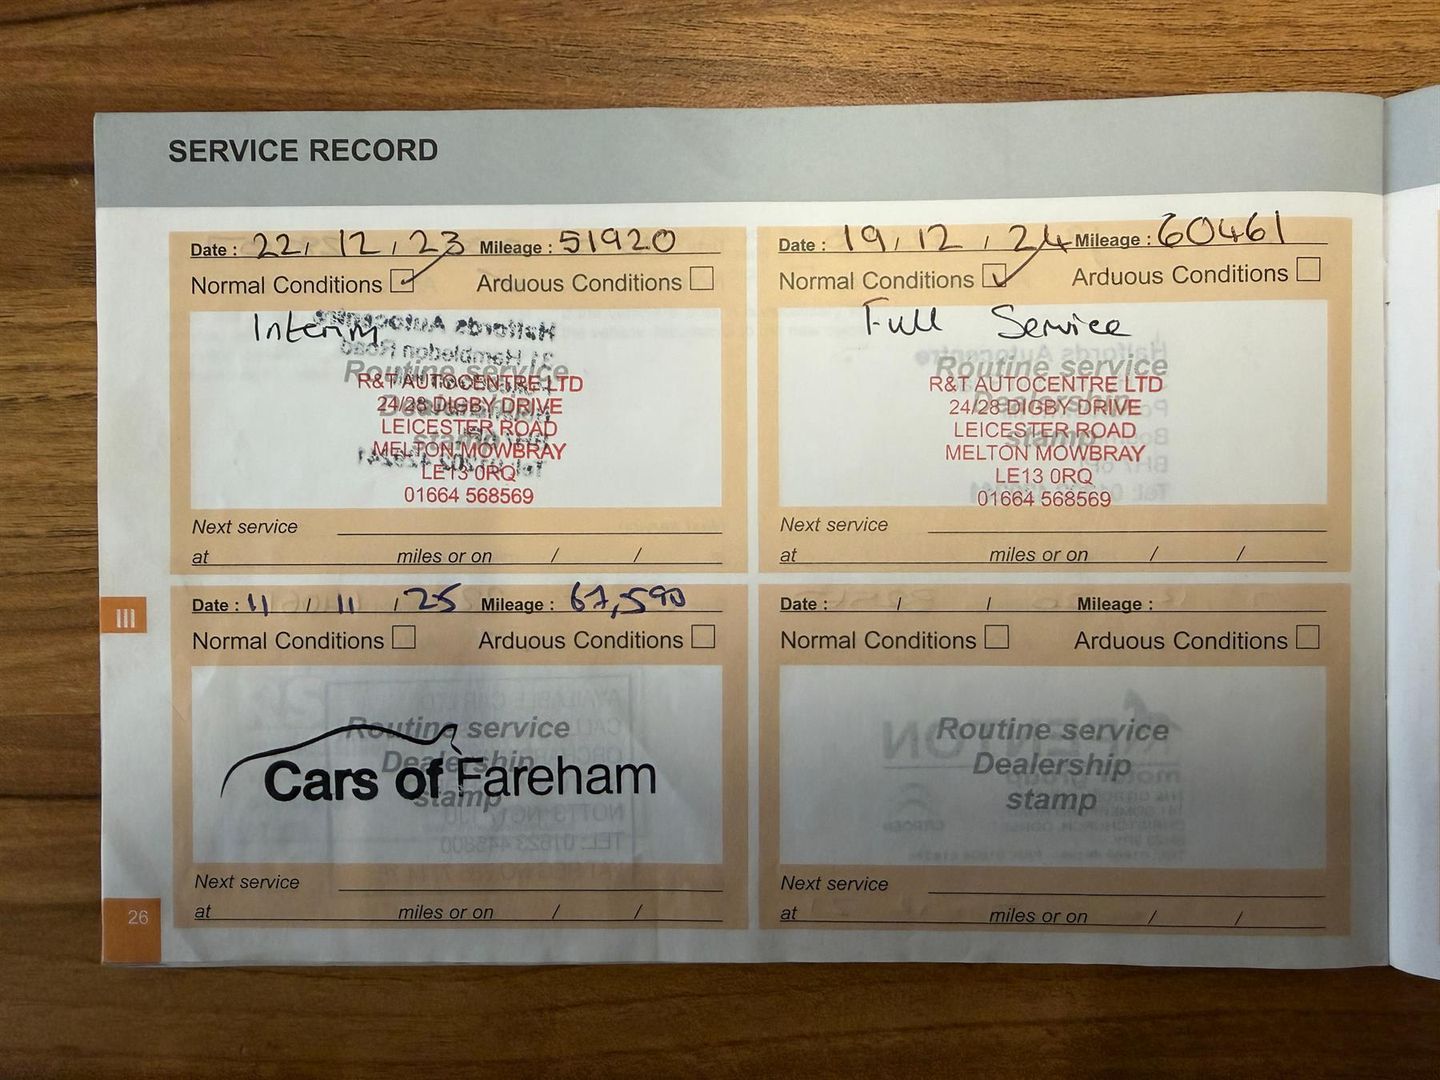 SERVICE RECORD
Date : 22 / 12 / 23 Mileage : 51920
Normal Conditions Arduous Conditions
Interim
Routine service
Dealership
stamp
R&T AUTOCENTRE LTD
24/28 DIGBY DRIVE
LEICESTER ROAD
MELTON MOWBRAY
LE13 0RQ
01664 568569
Next service
at miles or on / /
Date : 19 / 12 / 24 Mileage : 60461
Normal Conditions Arduous Conditions
Full Service
Routine service
Dealership
stamp
R&T AUTOCENTRE LTD
24/28 DIGBY DRIVE
LEICESTER ROAD
MELTON MOWBRAY
LE13 0RQ
01664 568569
Next service
at miles or on / /
III
Date : 11 / 11 / 25 Mileage : 67,590
Normal Conditions Arduous Conditions
Routine service
Dealership
stamp
Cars of Fareham
Next service
at miles or on / /
Date : / / Mileage :
Normal Conditions Arduous Conditions
Routine service
Dealership
stamp
Next service
at miles or on / /
26